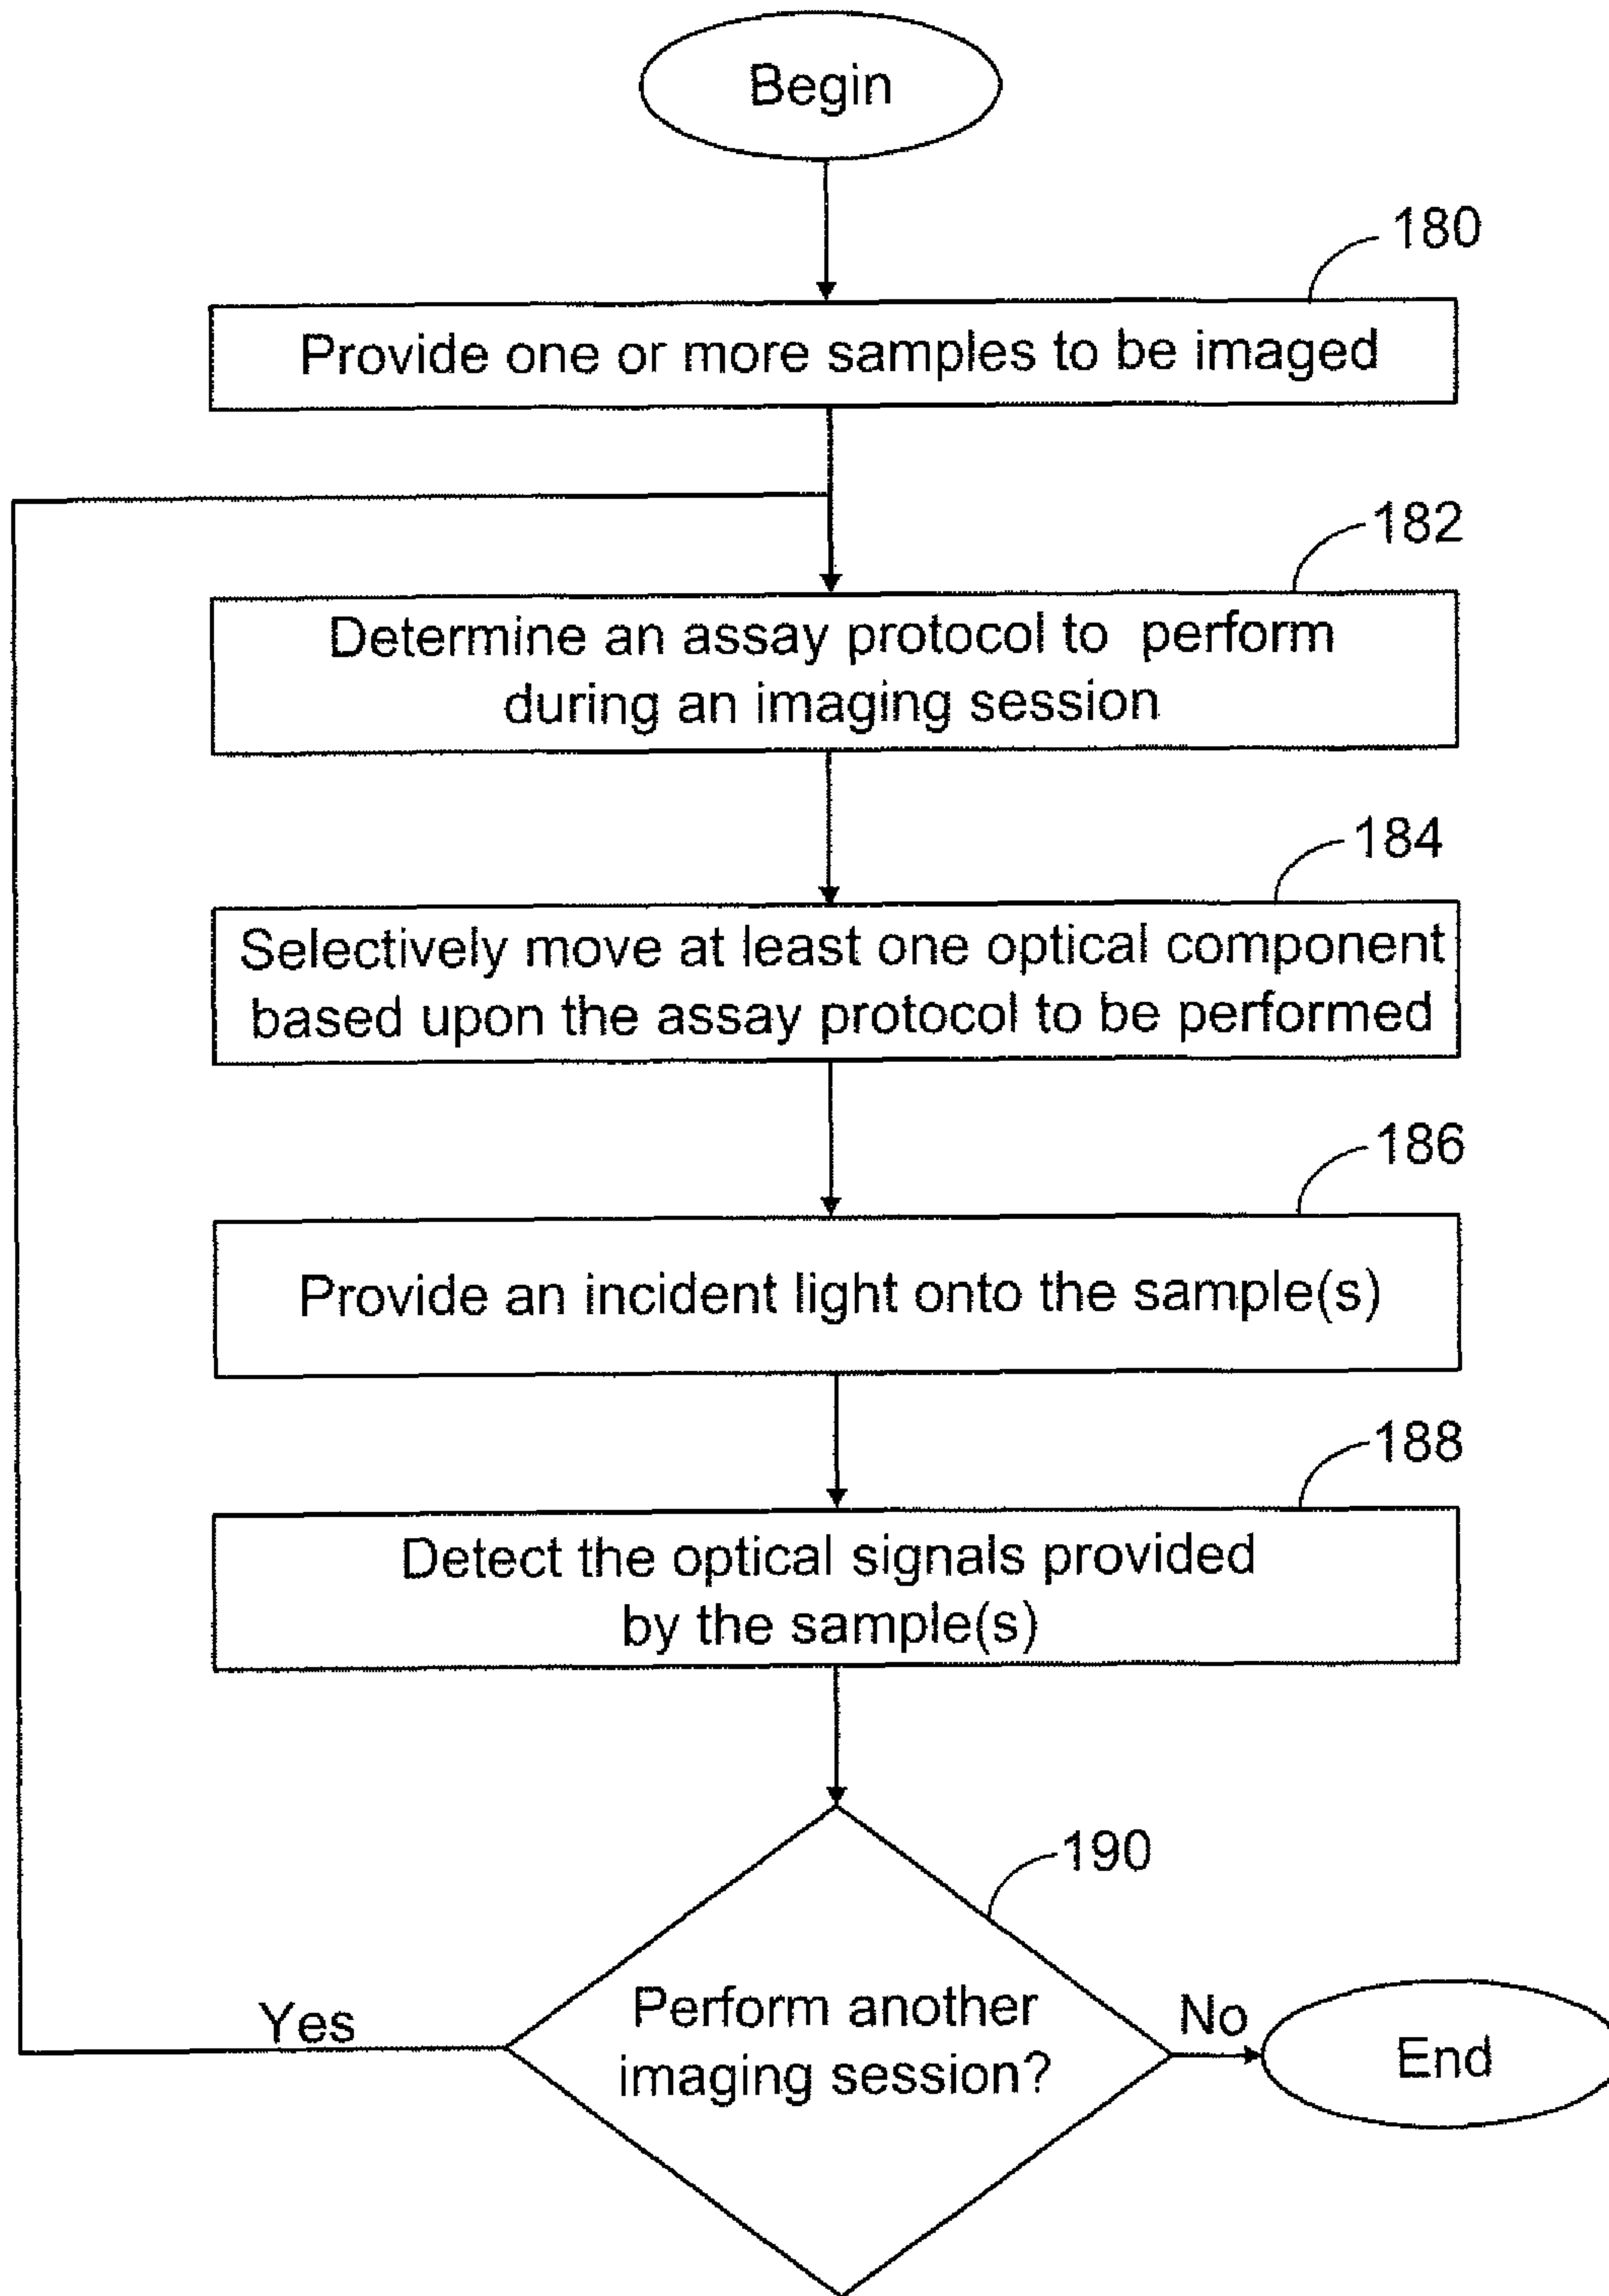 Begin
180
Provide one or more samples to be imaged
182
Determine an assay protocol to perform
during an imaging session
184
Selectively move at least one optical component
based upon the assay protocol to be performed
186
Provide an incident light onto the sample(s)
188
Detect the optical signals provided
by the sample(s)
190
Perform another
imaging session?
Yes
No
End